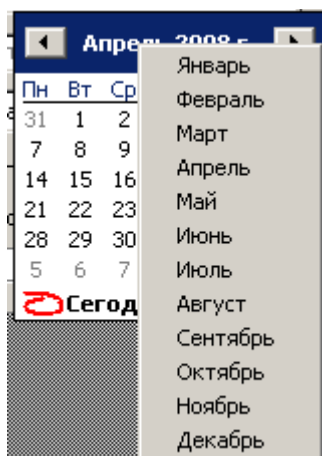 Апрель 2008 г.
Пн Вт Ср
31 1 2
7 8 9
14 15 16
21 22 23
28 29 30
5 6 7
Сегод
Январь
Февраль
Март
Апрель
Май
Июнь
Июль
Август
Сентябрь
Октябрь
Ноябрь
Декабрь